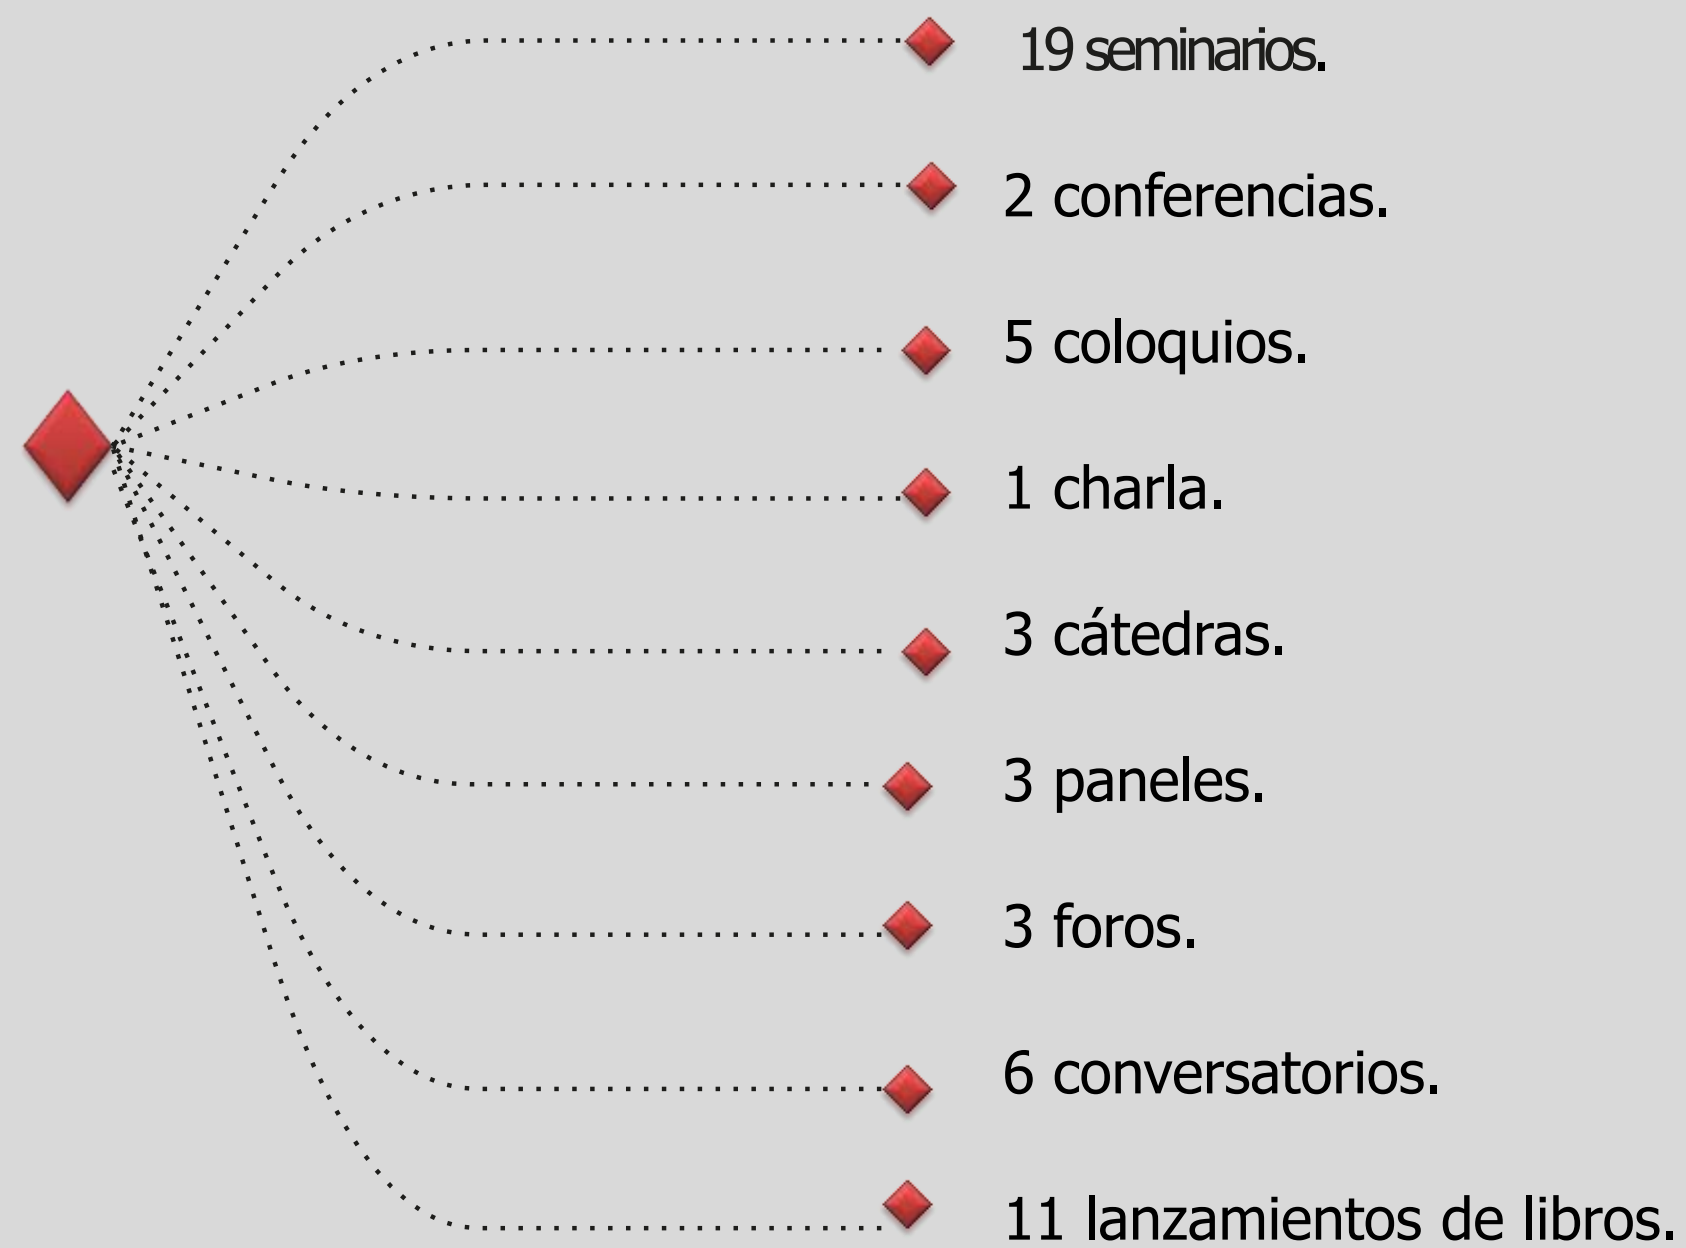 19 seminarios.
2 conferencias.
5 coloquios.
1 charla.
3 cátedras.
3 paneles.
3 foros.
6 conversatorios.
11 lanzamientos de libros.